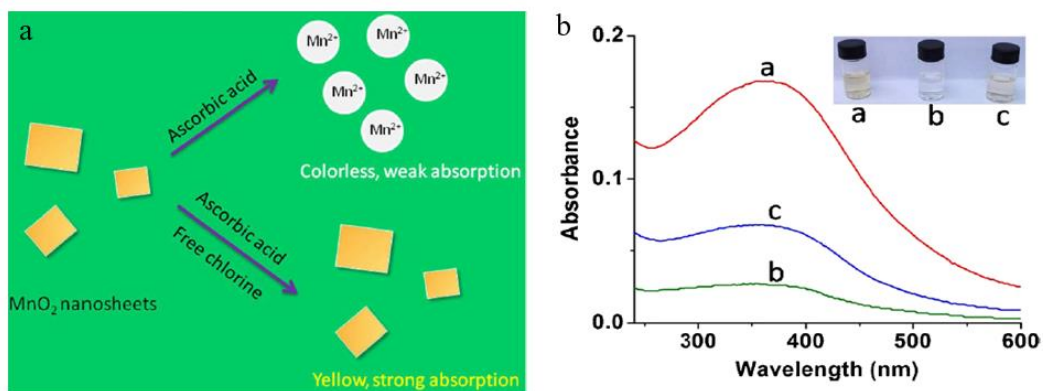 a
Mn²⁺
Mn²⁺
Mn²⁺
Mn²⁺
Mn²⁺
Ascorbic acid
Colorless, weak absorption
Ascorbic acid
Free chlorine
MnO₂ nanosheets
Yellow, strong absorption
b
0.2
0.1
0.0
Absorbance
a
c
b
a b c
300 400 500 600
Wavelength (nm)